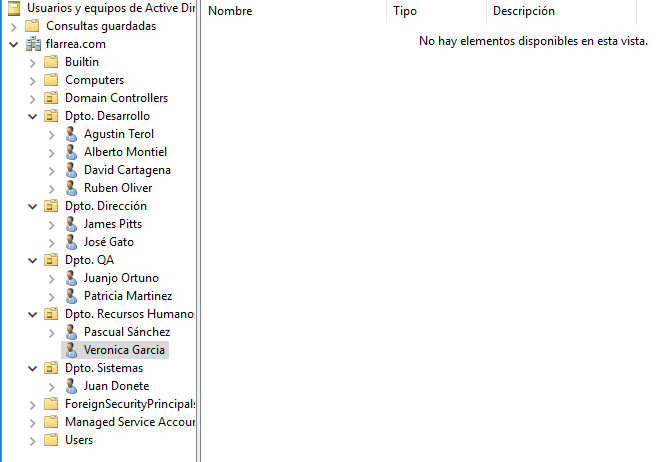 Usuarios y equipos de Active Dir
Nombre
Tipo
Descripción
Consultas guardadas
No hay elementos disponibles en esta vista.
flarrea.com
Builtin
Computers
Domain Controllers
Dpto. Desarrollo
Agustin Terol
Alberto Montiel
David Cartagena
Ruben Oliver
Dpto. Dirección
James Pitts
José Gato
Dpto. QA
Juanjo Ortuno
Patricia Martinez
Dpto. Recursos Humanos
Pascual Sánchez
Veronica Garcia
Dpto. Sistemas
Juan Donete
ForeignSecurityPrincipals
Managed Service Accoun
Users